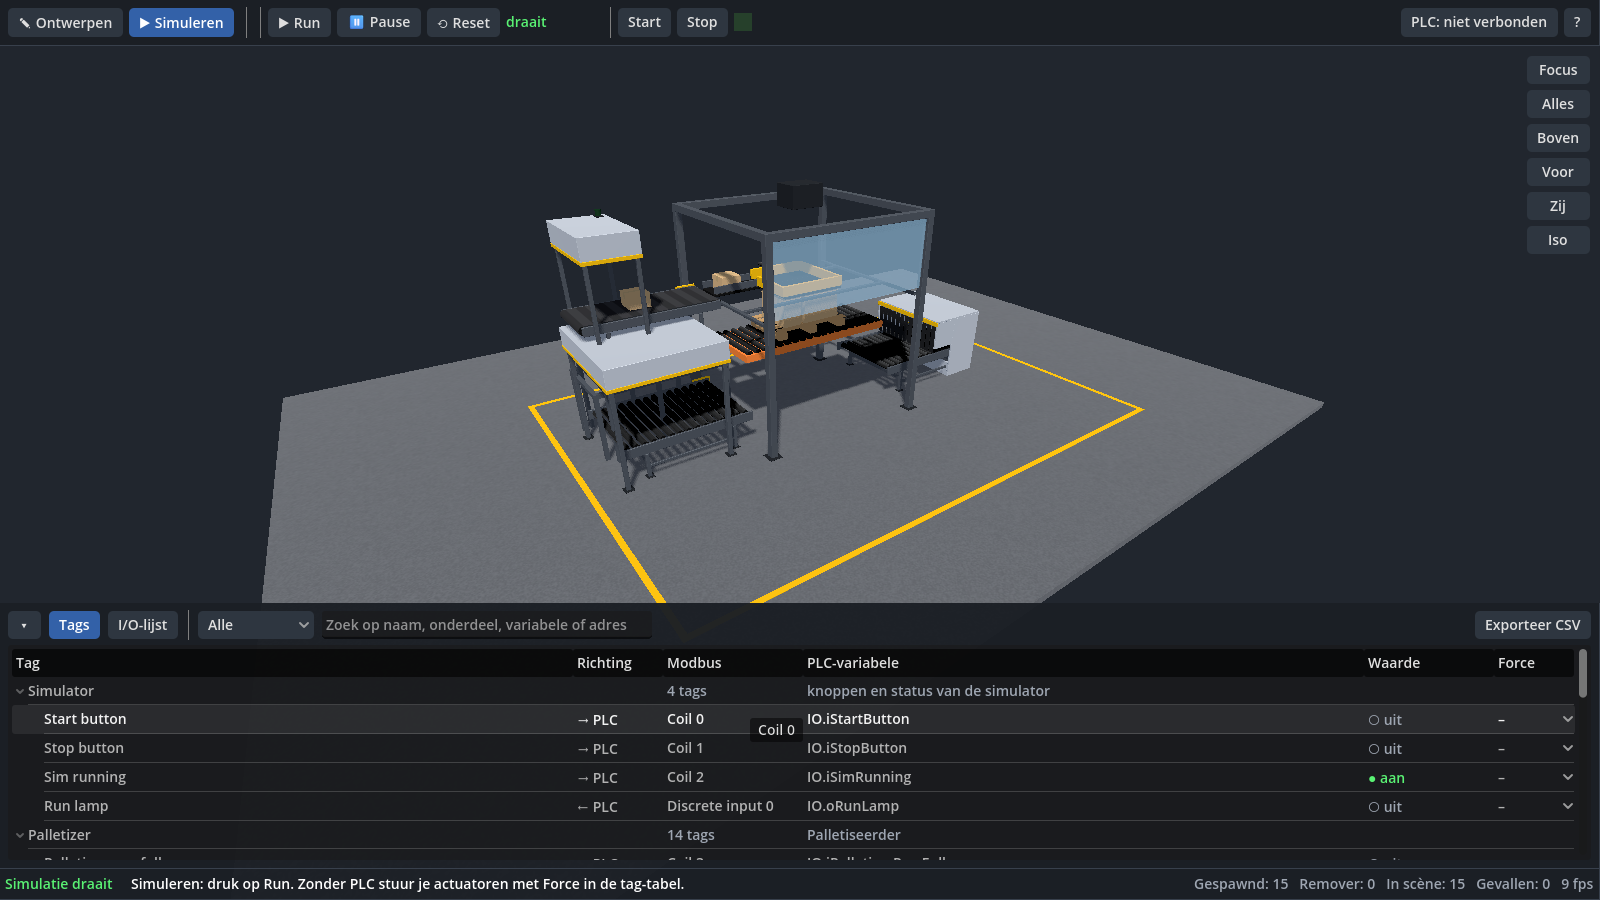 Ontwerpen Simuleren Run Pause Reset draait Start Stop PLC: niet verbonden ?
Focus
Alles
Boven
Voor
Zij
Iso
Tags I/O-lijst Alle Zoek op naam, onderdeel, variabele of adres Exporteer CSV
Tag Richting Modbus PLC-variabele Waarde Force
Simulator 4 tags knoppen en status van de simulator
Start button → PLC Coil 0 IO.iStartButton uit –
Coil 0
Stop button → PLC Coil 1 IO.iStopButton uit –
Sim running → PLC Coil 2 IO.iSimRunning aan –
Run lamp ← PLC Discrete input 0 IO.oRunLamp uit –
Palletizer 14 tags Palletiseerder
Simulatie draait Simuleren: druk op Run. Zonder PLC stuur je actuatoren met Force in de tag-tabel. Gespawnd: 15 Remover: 0 In scène: 15 Gevallen: 0 9 fps